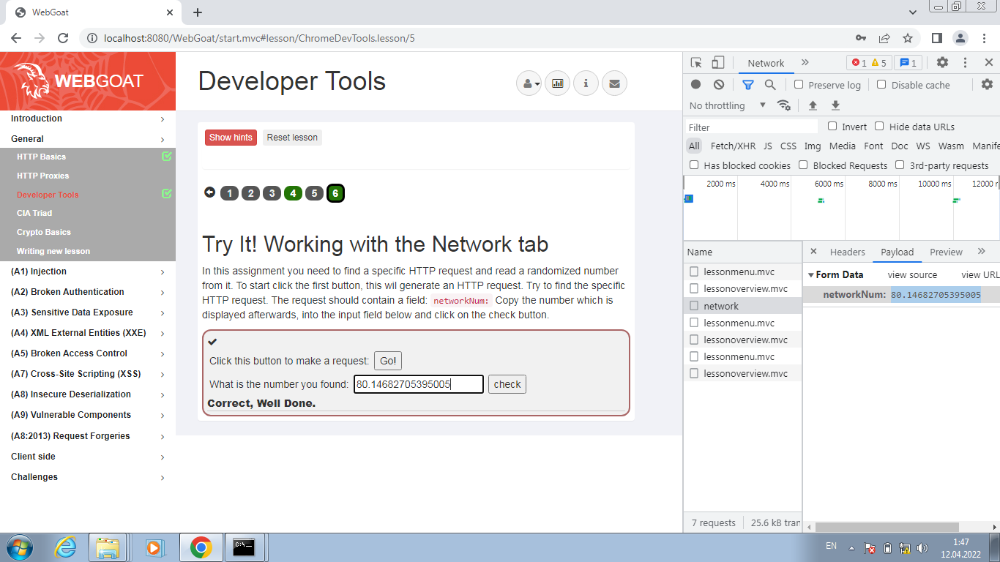 WebGoat
localhost:8080/WebGoat/start.mvc#lesson/ChromeDevTools.lesson/5
WEBGOAT
Introduction
General
HTTP Basics
HTTP Proxies
Developer Tools
CIA Triad
Crypto Basics
Writing new lesson
(A1) Injection
(A2) Broken Authentication
(A3) Sensitive Data Exposure
(A4) XML External Entities (XXE)
(A5) Broken Access Control
(A7) Cross-Site Scripting (XSS)
(A8) Insecure Deserialization
(A9) Vulnerable Components
(A8:2013) Request Forgeries
Client side
Challenges
Developer Tools
Show hints Reset lesson
1 2 3 4 5 6
Try It! Working with the Network tab
In this assignment you need to find a specific HTTP request and read a randomized number
from it. To start click the first button, this wil generate an HTTP request. Try to find the specific
HTTP request. The request should contain a field: networkNum: Copy the number which is
displayed afterwards, into the input field below and click on the check button.
Click this button to make a request: Go!
What is the number you found: 80.14682705395005 check
Correct, Well Done.
Network 1 5 1
Preserve log Disable cache
No throttling
Filter Invert Hide data URLs
All Fetch/XHR JS CSS Img Media Font Doc WS Wasm Manife
Has blocked cookies Blocked Requests 3rd-party requests
2000 ms 4000 ms 6000 ms 8000 ms 10000 ms 12000 r
Name
lessonmenu.mvc
lessonoverview.mvc
network
lessonmenu.mvc
lessonoverview.mvc
lessonmenu.mvc
lessonoverview.mvc
7 requests 25.6 kB tran
Headers Payload Preview
Form Data view source view URL
networkNum: 80.14682705395005
EN
1:47
12.04.2022